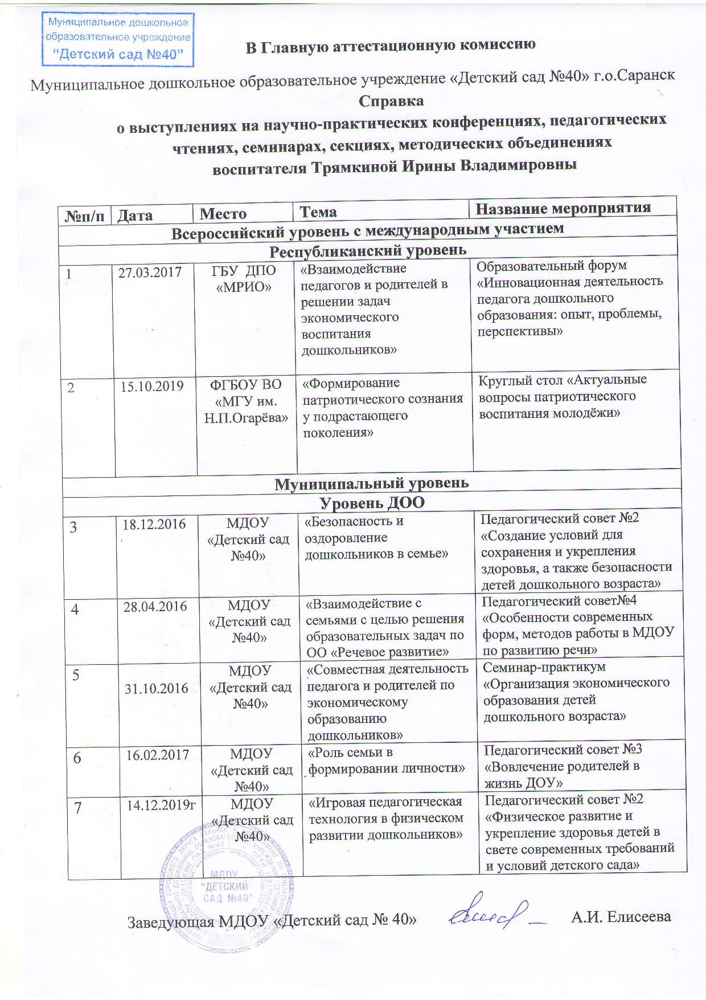 Муниципальное дошкольное
образовательное учреждение
“Детский сад №40”
В Главную аттестационную комиссию
Муниципальное дошкольное образовательное учреждение «Детский сад №40» г.о.Саранск
Справка
о выступлениях на научно-практических конференциях, педагогических
чтениях, семинарах, секциях, методических объединениях
воспитателя Трямкиной Ирины Владимировны
№п/п Дата Место Тема Название мероприятия
Всероссийский уровень с международным участием
Республиканский уровень
1
27.03.2017
ГБУ ДПО
«МРИО»
«Взаимодействие
педагогов и родителей в
решении задач
экономического
воспитания
дошкольников»
Образовательный форум
«Инновационная деятельность
педагога дошкольного
образования: опыт, проблемы,
перспективы»
2
15.10.2019
ФГБОУ ВО
«МГУ им.
Н.П.Огарёва»
«Формирование
патриотического сознания
у подрастающего
поколения»
Круглый стол «Актуальные
вопросы патриотического
воспитания молодёжи»
Муниципальный уровень
Уровень ДОО
3
18.12.2016
МДОУ
«Детский сад
№40»
«Безопасность и
оздоровление
дошкольников в семье»
Педагогический совет №2
«Создание условий для
сохранения и укрепления
здоровья, а также безопасности
детей дошкольного возраста»
4
28.04.2016
МДОУ
«Детский сад
№40»
«Взаимодействие с
семьями с целью решения
образовательных задач по
ОО «Речевое развитие»
Педагогический совет№4
«Особенности современных
форм, методов работы в МДОУ
по развитию речи»
5
31.10.2016
МДОУ
«Детский сад
№40»
«Совместная деятельность
педагога и родителей по
экономическому
образованию
дошкольников»
Семинар-практикум
«Организация экономического
образования детей
дошкольного возраста»
6
16.02.2017
МДОУ
«Детский сад
№40»
«Роль семьи в
формировании личности»
Педагогический совет №3
«Вовлечение родителей в
жизнь ДОУ»
7
14.12.2019г
МДОУ
«Детский сад
№40»
«Игровая педагогическая
технология в физическом
развитии дошкольников»
Педагогический совет №2
«Физическое развитие и
укрепление здоровья детей в
свете современных требований
и условий детского сада»
МДОУ
“ДЕТСКИЙ
САД №40”
Заведующая МДОУ «Детский сад № 40» А.И. Елисеева